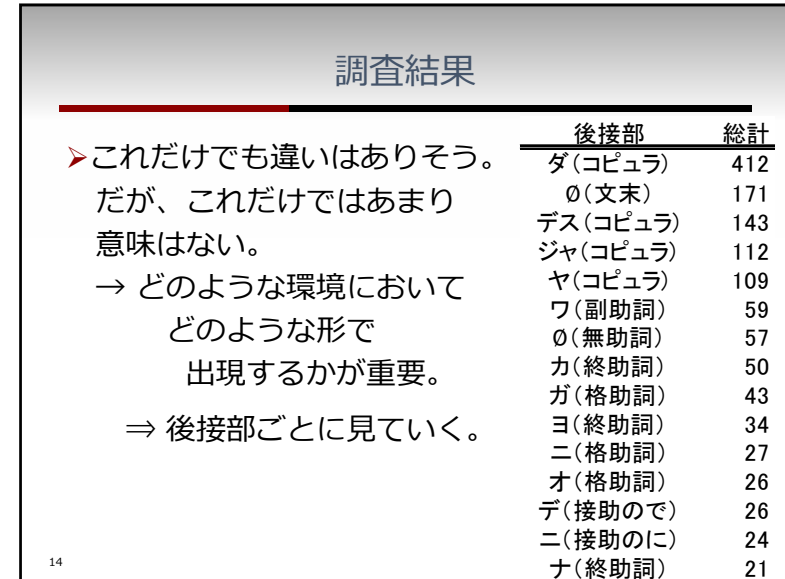 調査結果
➢これだけでも違いはありそう。
だが、これだけではあまり
意味はない。
→ どのような環境において
どのような形で
出現するかが重要。
⇒ 後接部ごとに見ていく。
後接部 総計
ダ(コピュラ) 412
Ø(文末) 171
デス(コピュラ) 143
ジャ(コピュラ) 112
ヤ(コピュラ) 109
ワ(副助詞) 59
Ø(無助詞) 57
カ(終助詞) 50
ガ(格助詞) 43
ヨ(終助詞) 34
ニ(格助詞) 27
オ(格助詞) 26
デ(接助ので) 26
ニ(接助のに) 24
ナ(終助詞) 21
14